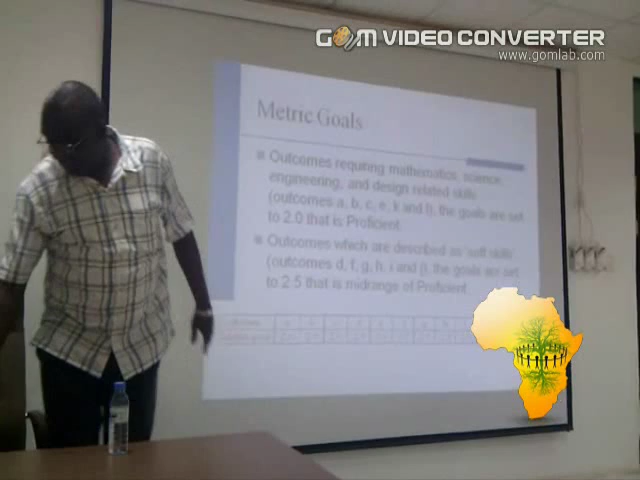 GOM VIDEO CONVERTER
www.gomlab.com
Metric Goals
Outcomes requiring mathematics, science,
engineering, and design related skills
(outcomes a, b, c, e, k and l), the goals are set
to 2.0 that is Proficient.
Outcomes which are described as 'soft skills'
(outcomes d, f, g, h, i and j), the goals are set
to 2.5 that is midrange of Proficient.